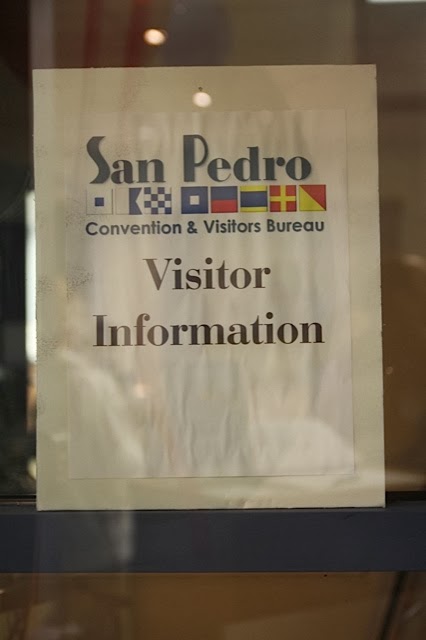 San Pedro
Convention & Visitors Bureau
Visitor
Information